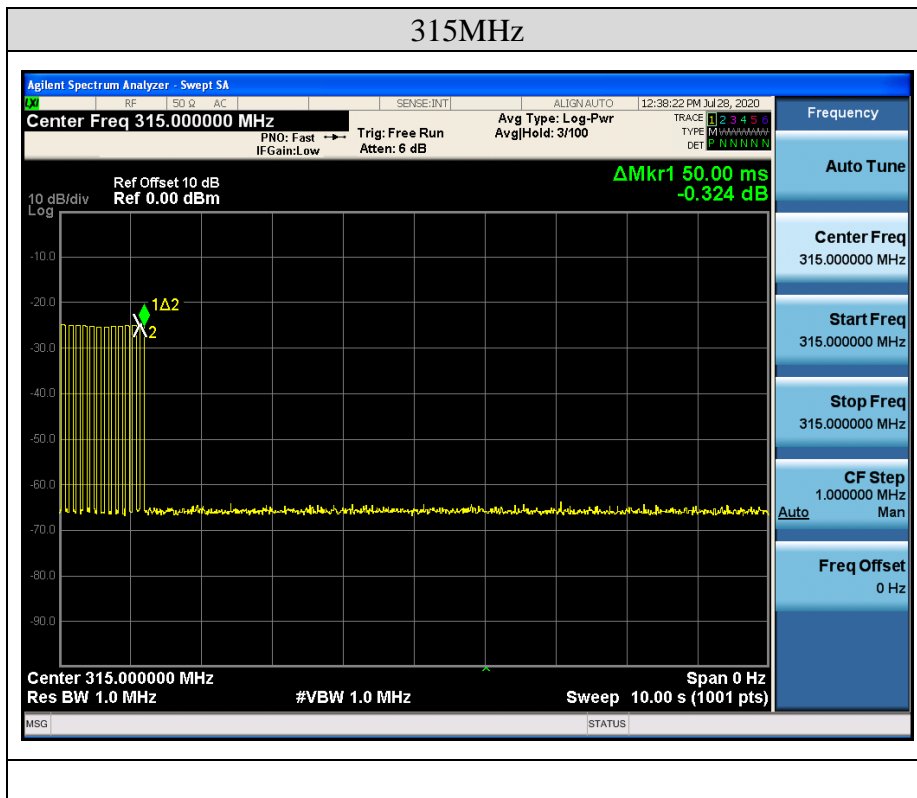 315MHz
Agilent Spectrum Analyzer - Swept SA
LXI RF 50 Ω AC SENSE:INT ALIGN AUTO 12:38:22 PM Jul 28, 2020
Center Freq 315.000000 MHz
PNO: Fast
IFGain:Low
Trig: Free Run
Atten: 6 dB
Avg Type: Log-Pwr
Avg|Hold: 3/100
TRACE 1 2 3 4 5 6
TYPE MWWWWW
DET P N N N N N
ΔMkr1 50.00 ms
-0.324 dB
Ref Offset 10 dB
10 dB/div Ref 0.00 dBm
Log
-10.0
-20.0
-30.0
-40.0
-50.0
-60.0
-70.0
-80.0
-90.0
1Δ2
2
Center 315.000000 MHz Span 0 Hz
Res BW 1.0 MHz #VBW 1.0 MHz Sweep 10.00 s (1001 pts)
MSG STATUS
Frequency
Auto Tune
Center Freq
315.000000 MHz
Start Freq
315.000000 MHz
Stop Freq
315.000000 MHz
CF Step
1.000000 MHz
Auto Man
Freq Offset
0 Hz